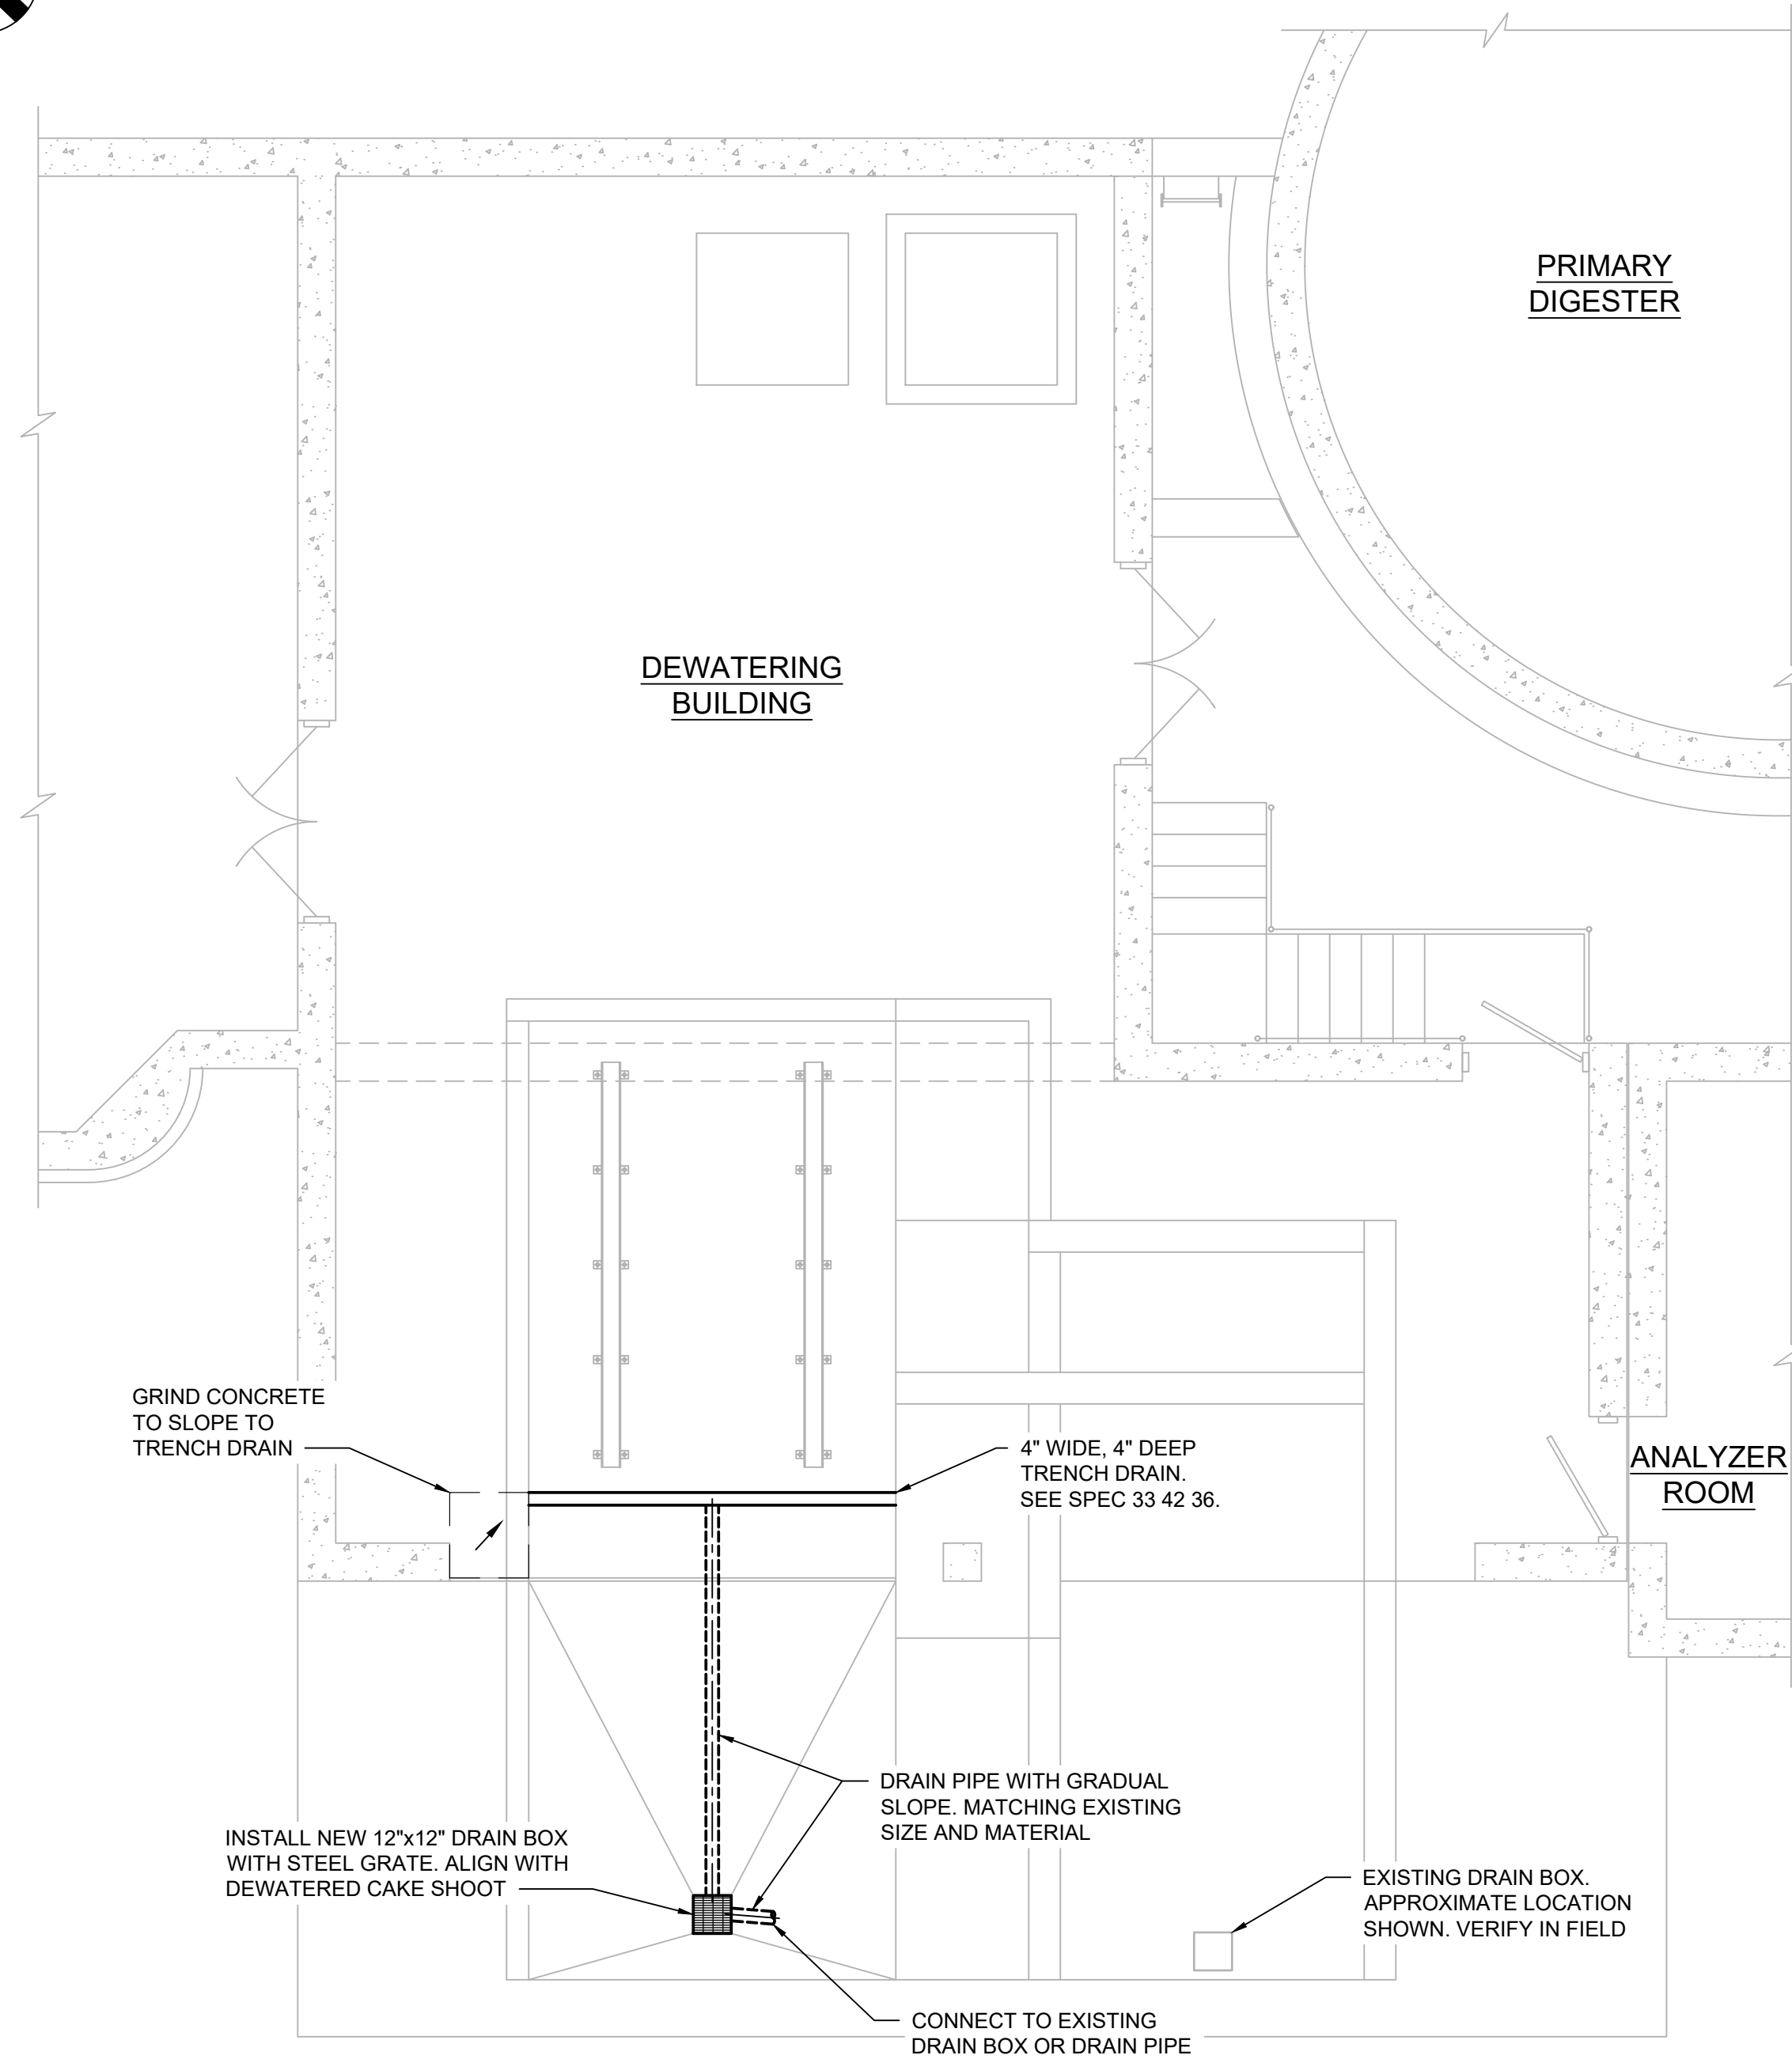 PRIMARY
DIGESTER
DEWATERING
BUILDING
GRIND CONCRETE
TO SLOPE TO
TRENCH DRAIN
4" WIDE, 4" DEEP
TRENCH DRAIN.
SEE SPEC 33 42 36.
ANALYZER
ROOM
DRAIN PIPE WITH GRADUAL
SLOPE. MATCHING EXISTING
SIZE AND MATERIAL
INSTALL NEW 12"x12" DRAIN BOX
WITH STEEL GRATE. ALIGN WITH
DEWATERED CAKE SHOOT
EXISTING DRAIN BOX.
APPROXIMATE LOCATION
SHOWN. VERIFY IN FIELD
CONNECT TO EXISTING
DRAIN BOX OR DRAIN PIPE